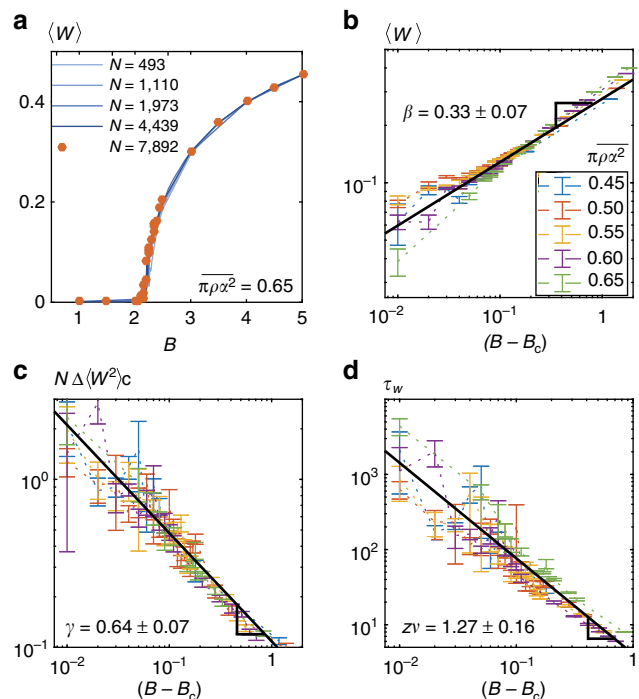 a
⟨W⟩
N = 493
N = 1,110
N = 1,973
N = 4,439
N = 7,892
0.4
0.2
0
πρα² = 0.65
1 2 3 4 5
B
b
⟨W⟩
β = 0.33 ± 0.07
πρα²
0.45
0.50
0.55
0.60
0.65
10⁻¹
10⁻² 10⁻¹ 1
(B – B_c)
c
N Δ⟨W²⟩c
10⁰
10⁻¹
γ = 0.64 ± 0.07
10⁻² 10⁻¹ 1
(B – B_c)
d
τ_w
10³
10²
10¹
zν = 1.27 ± 0.16
10⁻² 10⁻¹ 1
(B – B_c)